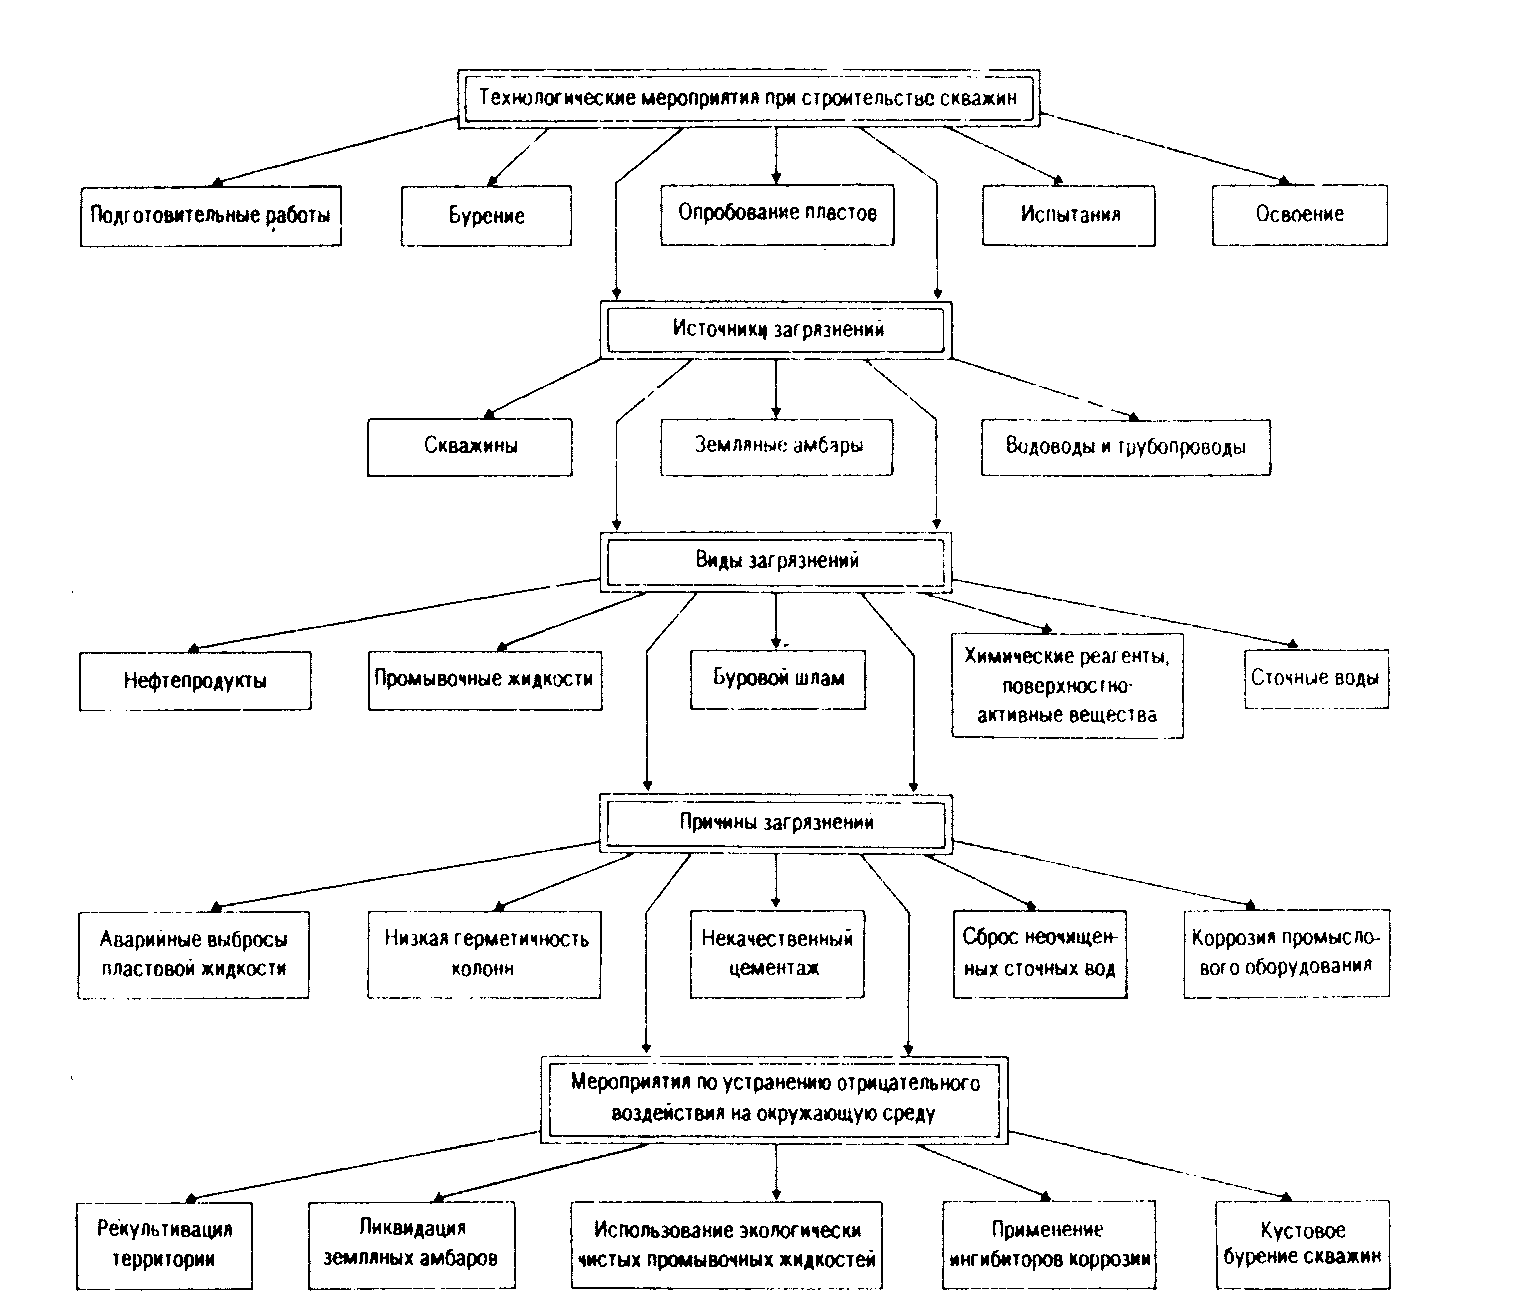 Технологические мероприятия при строительстве скважин
Подготовительные работы
Бурение
Опробование пластов
Испытания
Освоение
Источники загрязнений
Скважины
Земляные амбары
Водоводы и трубопроводы
Виды загрязнений
Нефтепродукты
Промывочные жидкости
Буровой шлам
Химические реагенты,
поверхностно-
активные вещества
Сточные воды
Причины загрязнений
Аварийные выбросы
пластовой жидкости
Низкая герметичность
колонн
Некачественный
цементаж
Сброс неочищен-
ных сточных вод
Коррозия промысло-
вого оборудования
Мероприятия по устранению отрицательного
воздействия на окружающую среду
Рекультивация
территории
Ликвидация
земляных амбаров
Использование экологически
чистых промывочных жидкостей
Применение
ингибиторов коррозии
Кустовое
бурение скважин